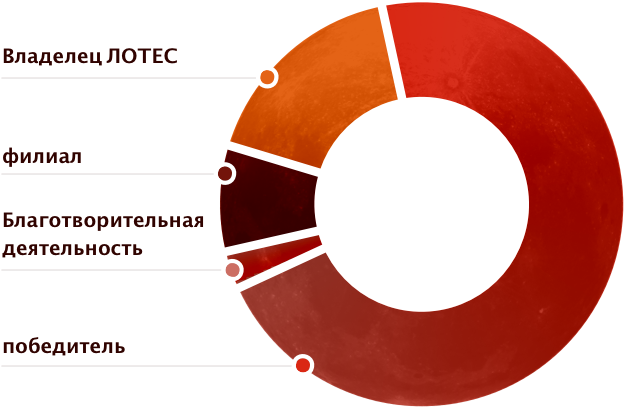 Владелец ЛОТЕС
филиал
Благотворительная
деятельность
победитель